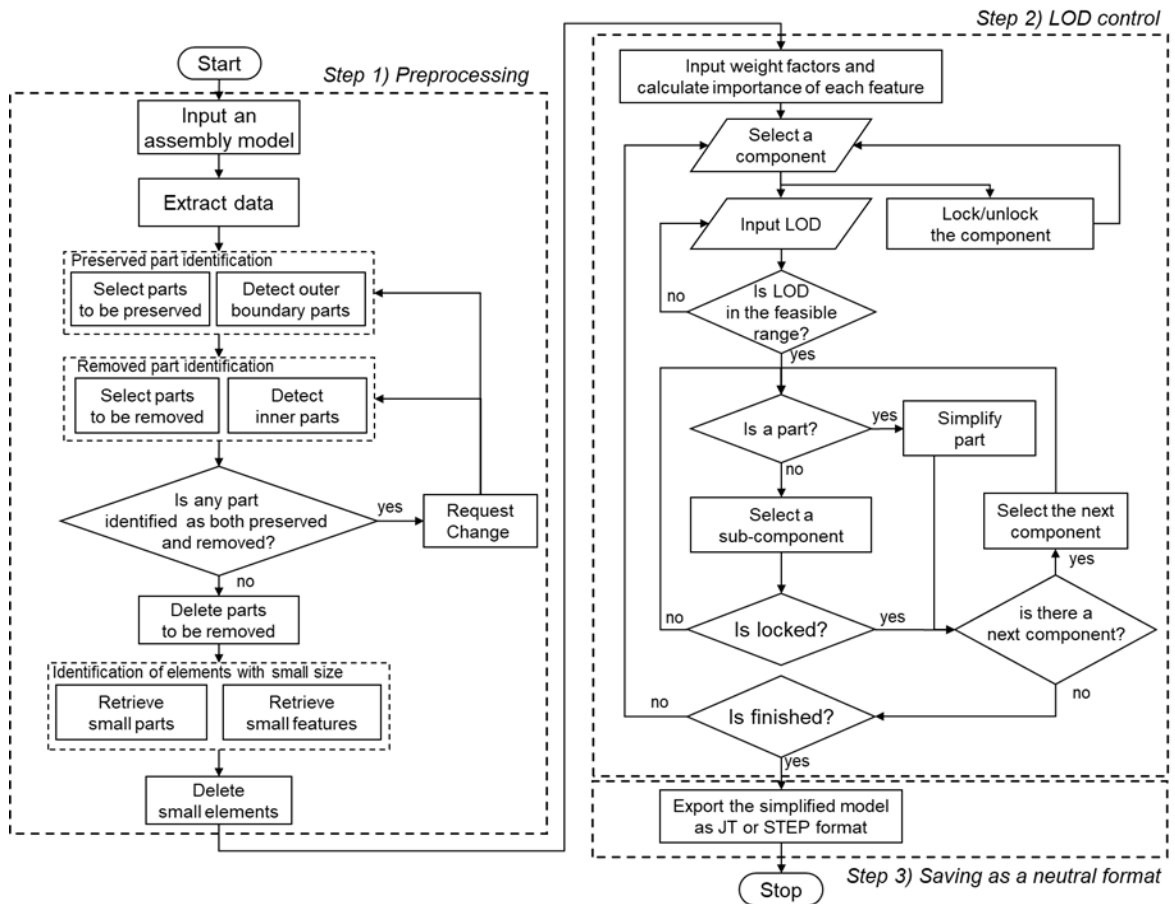 Start
Step 1) Preprocessing
Input an
assembly model
Extract data
Preserved part identification
Select parts
to be preserved
Detect outer
boundary parts
Removed part identification
Select parts
to be removed
Detect
inner parts
Is any part
identified as both preserved
and removed?
yes
Request
Change
no
Delete parts
to be removed
Identification of elements with small size
Retrieve
small parts
Retrieve
small features
Delete
small elements
Step 2) LOD control
Input weight factors and
calculate importance of each feature
Select a
component
Input LOD
Lock/unlock
the component
no
Is LOD
in the feasible
range?
yes
Is a part?
yes
Simplify
part
no
Select a
sub-component
Select the next
component
yes
no
Is locked?
yes
is there a
next component?
no
no
Is finished?
yes
Export the simplified model
as JT or STEP format
Step 3) Saving as a neutral format
Stop